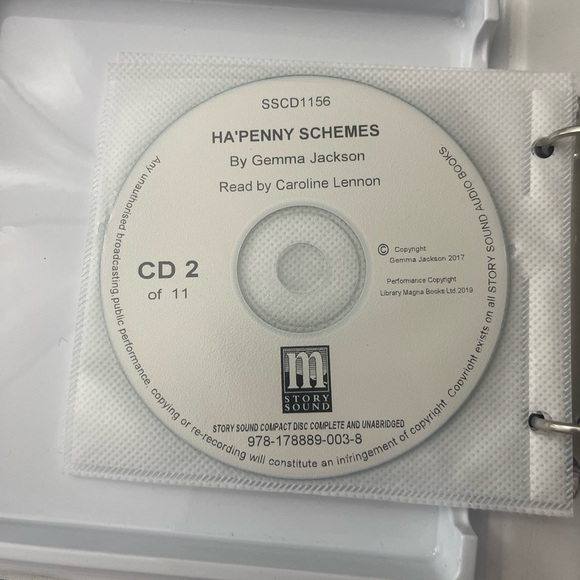 SSCD1156
HA'PENNY SCHEMES
By Gemma Jackson
Read by Caroline Lennon
CD 2
of 11
© Copyright
Gemma Jackson 2017
Performance Copyright
Library Magna Books Ltd.2019
m
STORY
SOUND
STORY SOUND COMPACT DISC COMPLETE AND UNABRIDGED
978-178889-003-8
Any unauthorised broadcasting,public performance, copying or re-recording will constitute an infringement of copyright. Copyright exists on all STORY SOUND AUDIO BOOKS